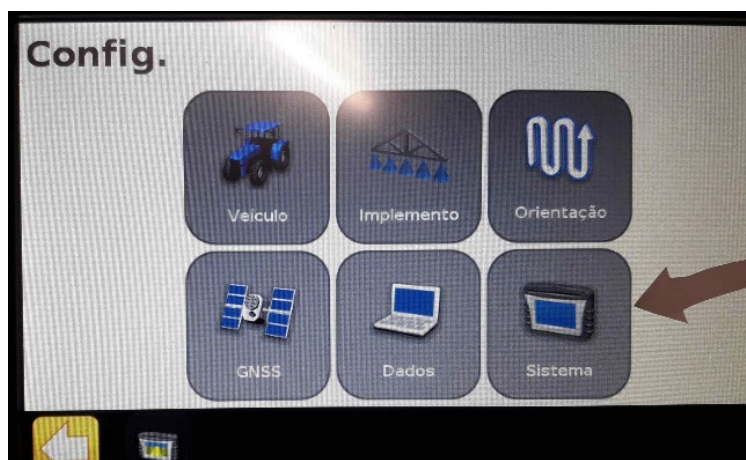 Config.
Veículo
Implemento
Orientação
GNSS
Dados
Sistema